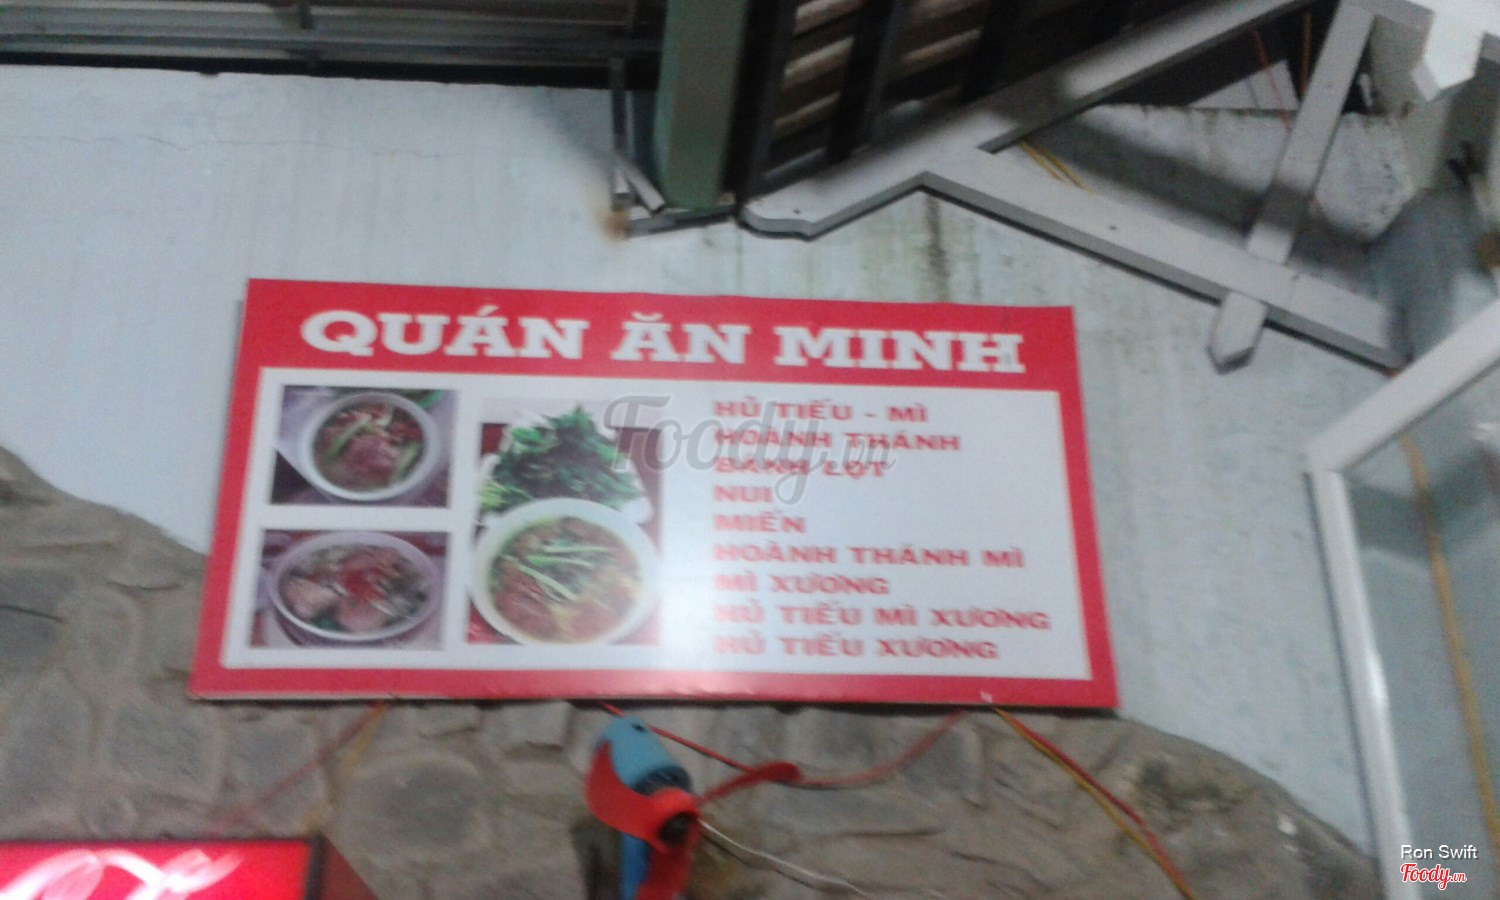 QUÁN ĂN MINH
HỦ TIẾU - MÌ
HOÀNH THÁNH
BÁNH LỌT
NUI
MIẾN
HOÀNH THÁNH MÌ
MÌ XƯƠNG
HỦ TIẾU MÌ XƯƠNG
HỦ TIẾU XƯƠNG
Foody.vn
Ron Swift
Foody.vn